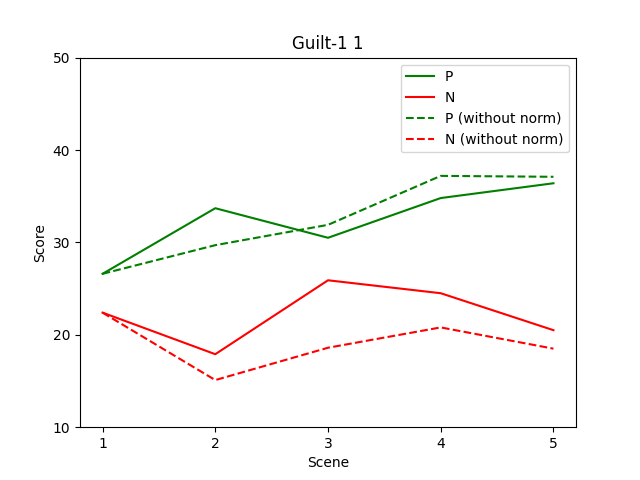 Guilt-1 1
50
40
30
20
10
Score
P
N
P (without norm)
N (without norm)
1 2 3 4 5
Scene